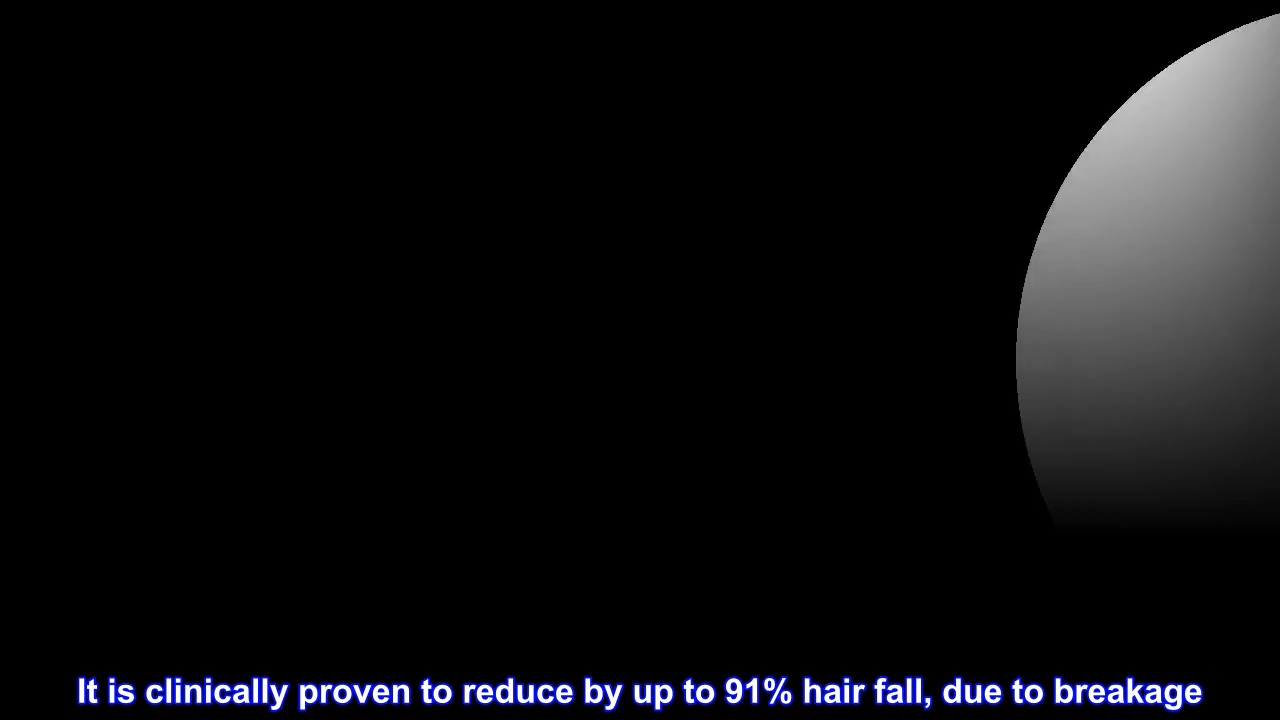 It is clinically proven to reduce by up to 91% hair fall, due to breakage